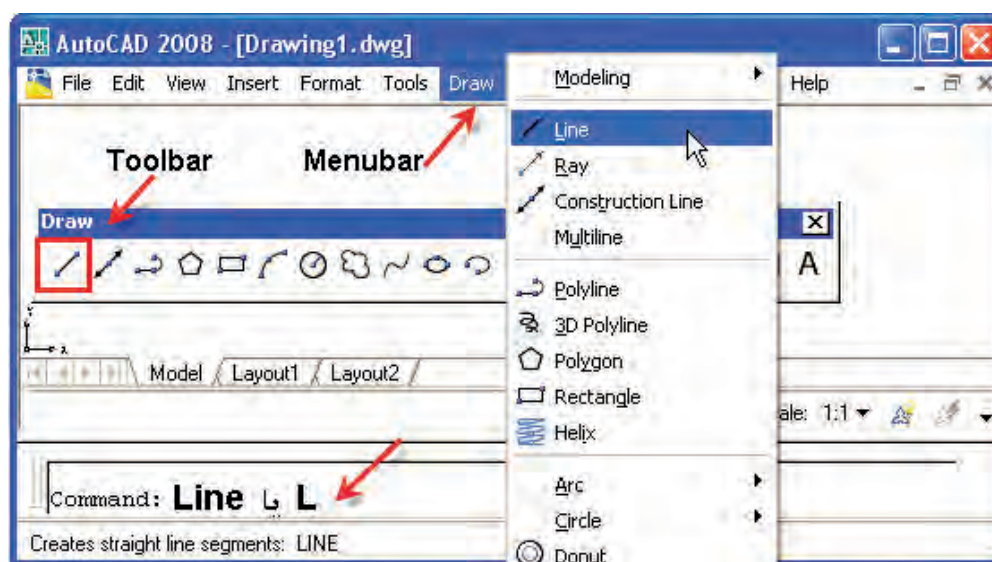 AutoCAD 2008 - [Drawing1.dwg]
File Edit View Insert Format Tools Draw Help
Modeling
Line
Ray
Construction Line
Multiline
Polyline
3D Polyline
Polygon
Rectangle
Helix
Arc
Circle
Donut
Toolbar Menubar
Draw
A
Y
X
Model Layout1 Layout2
ale: 1:1
Command: Line یا L
Creates straight line segments: LINE